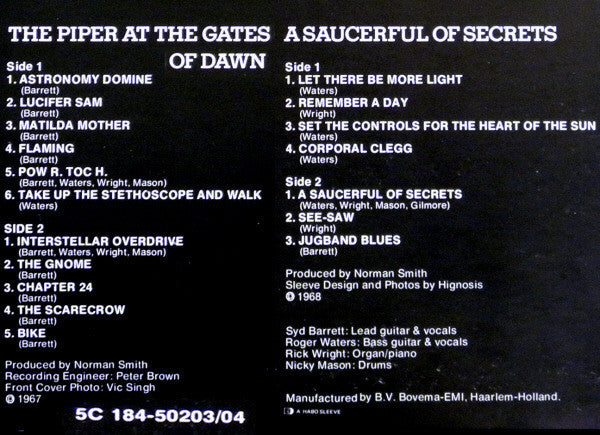 THE PIPER AT THE GATES
OF DAWN
Side 1
1. ASTRONOMY DOMINE
(Barrett)
2. LUCIFER SAM
(Barrett)
3. MATILDA MOTHER
(Barrett)
4. FLAMING
(Barrett)
5. POW R. TOC H.
(Barrett, Waters, Wright, Mason)
6. TAKE UP THE STETHOSCOPE AND WALK
(Waters)
SIDE 2
1. INTERSTELLAR OVERDRIVE
(Barrett, Waters, Wright, Mason)
2. THE GNOME
(Barrett)
3. CHAPTER 24
(Barrett)
4. THE SCARECROW
(Barrett)
5. BIKE
(Barrett)
Produced by Norman Smith
Recording Engineer: Peter Brown
Front Cover Photo: Vic Singh
℗ 1967
5C 184-50203/04
A SAUCERFUL OF SECRETS
Side 1
1. LET THERE BE MORE LIGHT
(Waters)
2. REMEMBER A DAY
(Wright)
3. SET THE CONTROLS FOR THE HEART OF THE SUN
(Waters)
4. CORPORAL CLEGG
(Waters)
Side 2
1. A SAUCERFUL OF SECRETS
(Waters, Wright, Mason, Gilmore)
2. SEE-SAW
(Wright)
3. JUGBAND BLUES
(Barrett)
Produced by Norman Smith
Sleeve Design and Photos by Hignosis
℗ 1968
Syd Barrett: Lead guitar & vocals
Roger Waters: Bass guitar & vocals
Rick Wright: Organ/piano
Nicky Mason: Drums
Manufactured by B.V. Bovema-EMI, Haarlem-Holland.
A HABO SLEEVE